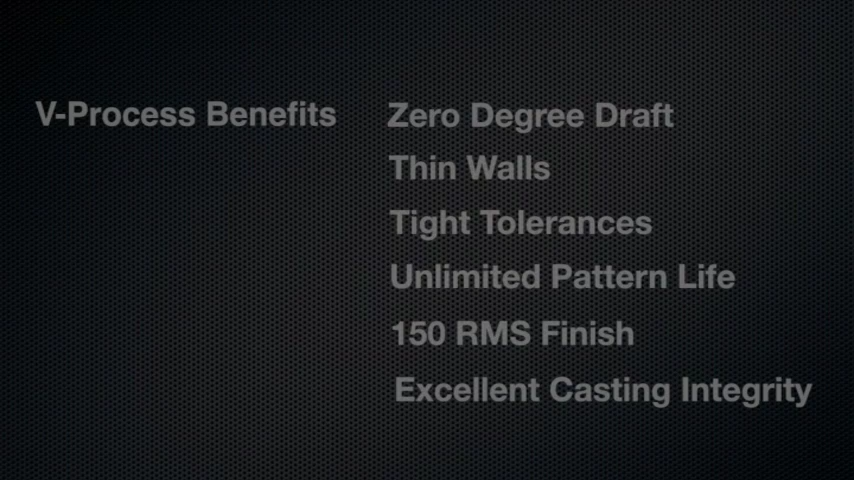 V-Process Benefits
Zero Degree Draft
Thin Walls
Tight Tolerances
Unlimited Pattern Life
150 RMS Finish
Excellent Casting Integrity